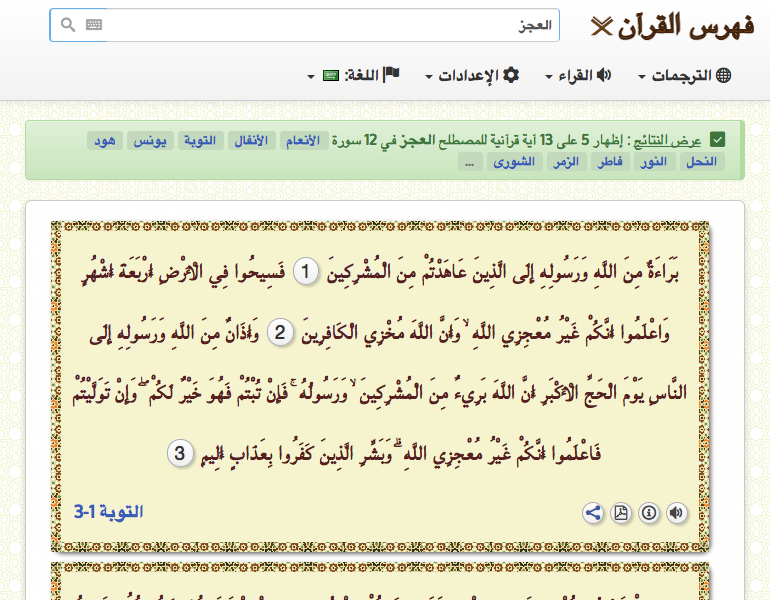 فهرس القرآن
العجز
الترجمات
القراء
الإعدادات
اللغة:
عرض النتائج : إظهار 5 على 13 آية قرآنية للمصطلح العجز في 12 سورة الأنعام الأنفال التوبة يونس هود
النحل النور فاطر الزمر الشورى ...
بَرَاءَةٌ مِنَ اللَّهِ وَرَسُولِهِ إِلَى الَّذِينَ عَاهَدْتُمْ مِنَ الْمُشْرِكِينَ 1 فَسِيحُوا فِي الْأَرْضِ أَرْبَعَةَ أَشْهُرٍ
وَاعْلَمُوا أَنَّكُمْ غَيْرُ مُعْجِزِي اللَّهِ ۙ وَأَنَّ اللَّهَ مُخْزِي الْكَافِرِينَ 2 وَأَذَانٌ مِنَ اللَّهِ وَرَسُولِهِ إِلَى
النَّاسِ يَوْمَ الْحَجِّ الْأَكْبَرِ أَنَّ اللَّهَ بَرِيءٌ مِنَ الْمُشْرِكِينَ ۙ وَرَسُولُهُ ۚ فَإِنْ تُبْتُمْ فَهُوَ خَيْرٌ لَكُمْ ۖ وَإِنْ تَوَلَّيْتُمْ
فَاعْلَمُوا أَنَّكُمْ غَيْرُ مُعْجِزِي اللَّهِ ۗ وَبَشِّرِ الَّذِينَ كَفَرُوا بِعَذَابٍ أَلِيمٍ 3
التوبة 1-3